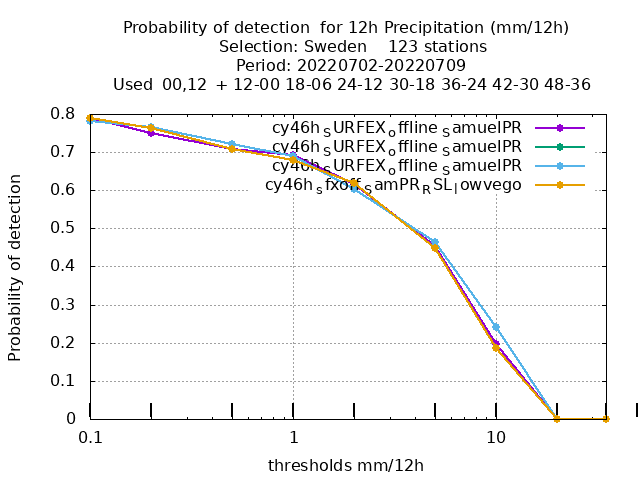 Probability of detection for 12h Precipitation (mm/12h)
Selection: Sweden 123 stations
Period: 20220702-20220709
Used 00,12 + 12-00 18-06 24-12 30-18 36-24 42-30 48-36
cy46h_SURFEX_offline_SamuelPR
cy46h_SURFEX_offline_SamuelPR
cy46h_SURFEX_offline_SamuelPR
cy46h_sfxoff_SamPR_RSL_lowvego
Probability of detection
0.8
0.7
0.6
0.5
0.4
0.3
0.2
0.1
0
0.1 1 10
thresholds mm/12h